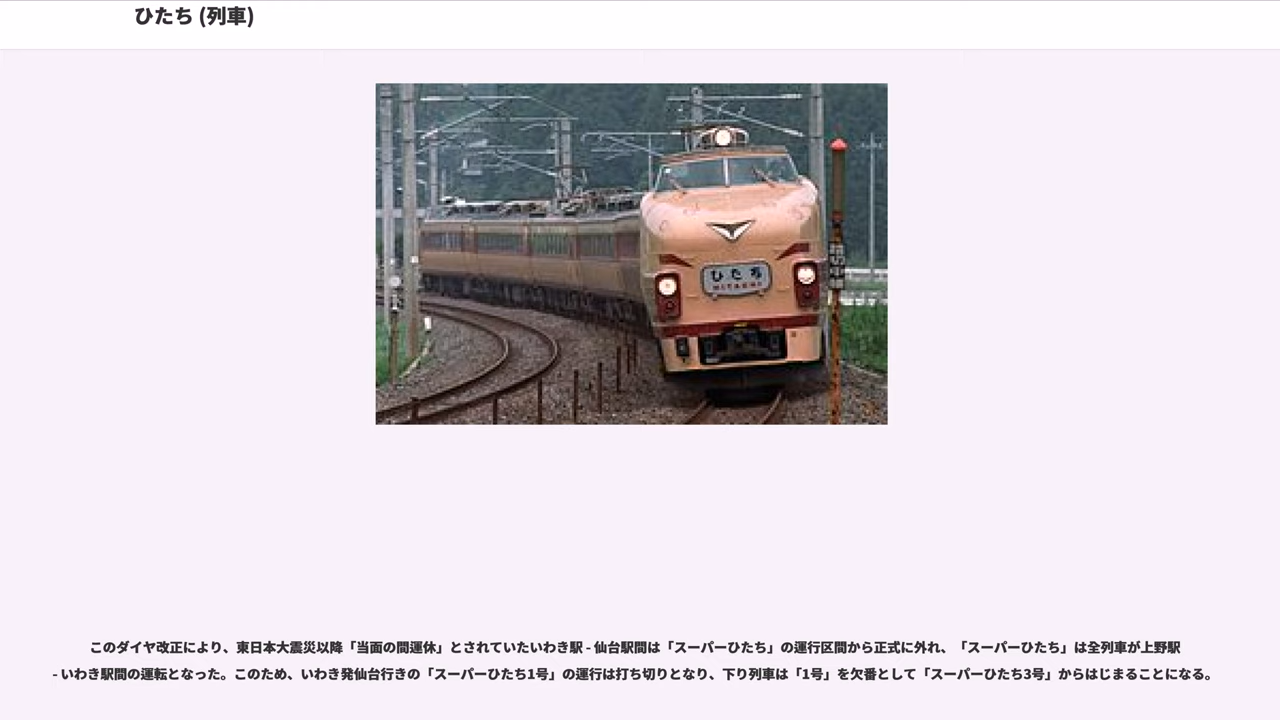 ひたち (列車)
ひたち
HITACHI
このダイヤ改正により、東日本大震災以降「当面の間運休」とされていたいわき駅 - 仙台駅間は「スーパーひたち」の運行区間から正式に外れ、「スーパーひたち」は全列車が上野駅
- いわき駅間の運転となった。このため、いわき発仙台行きの「スーパーひたち1号」の運行は打ち切りとなり、下り列車は「1号」を欠番として「スーパーひたち3号」からはじまることになる。